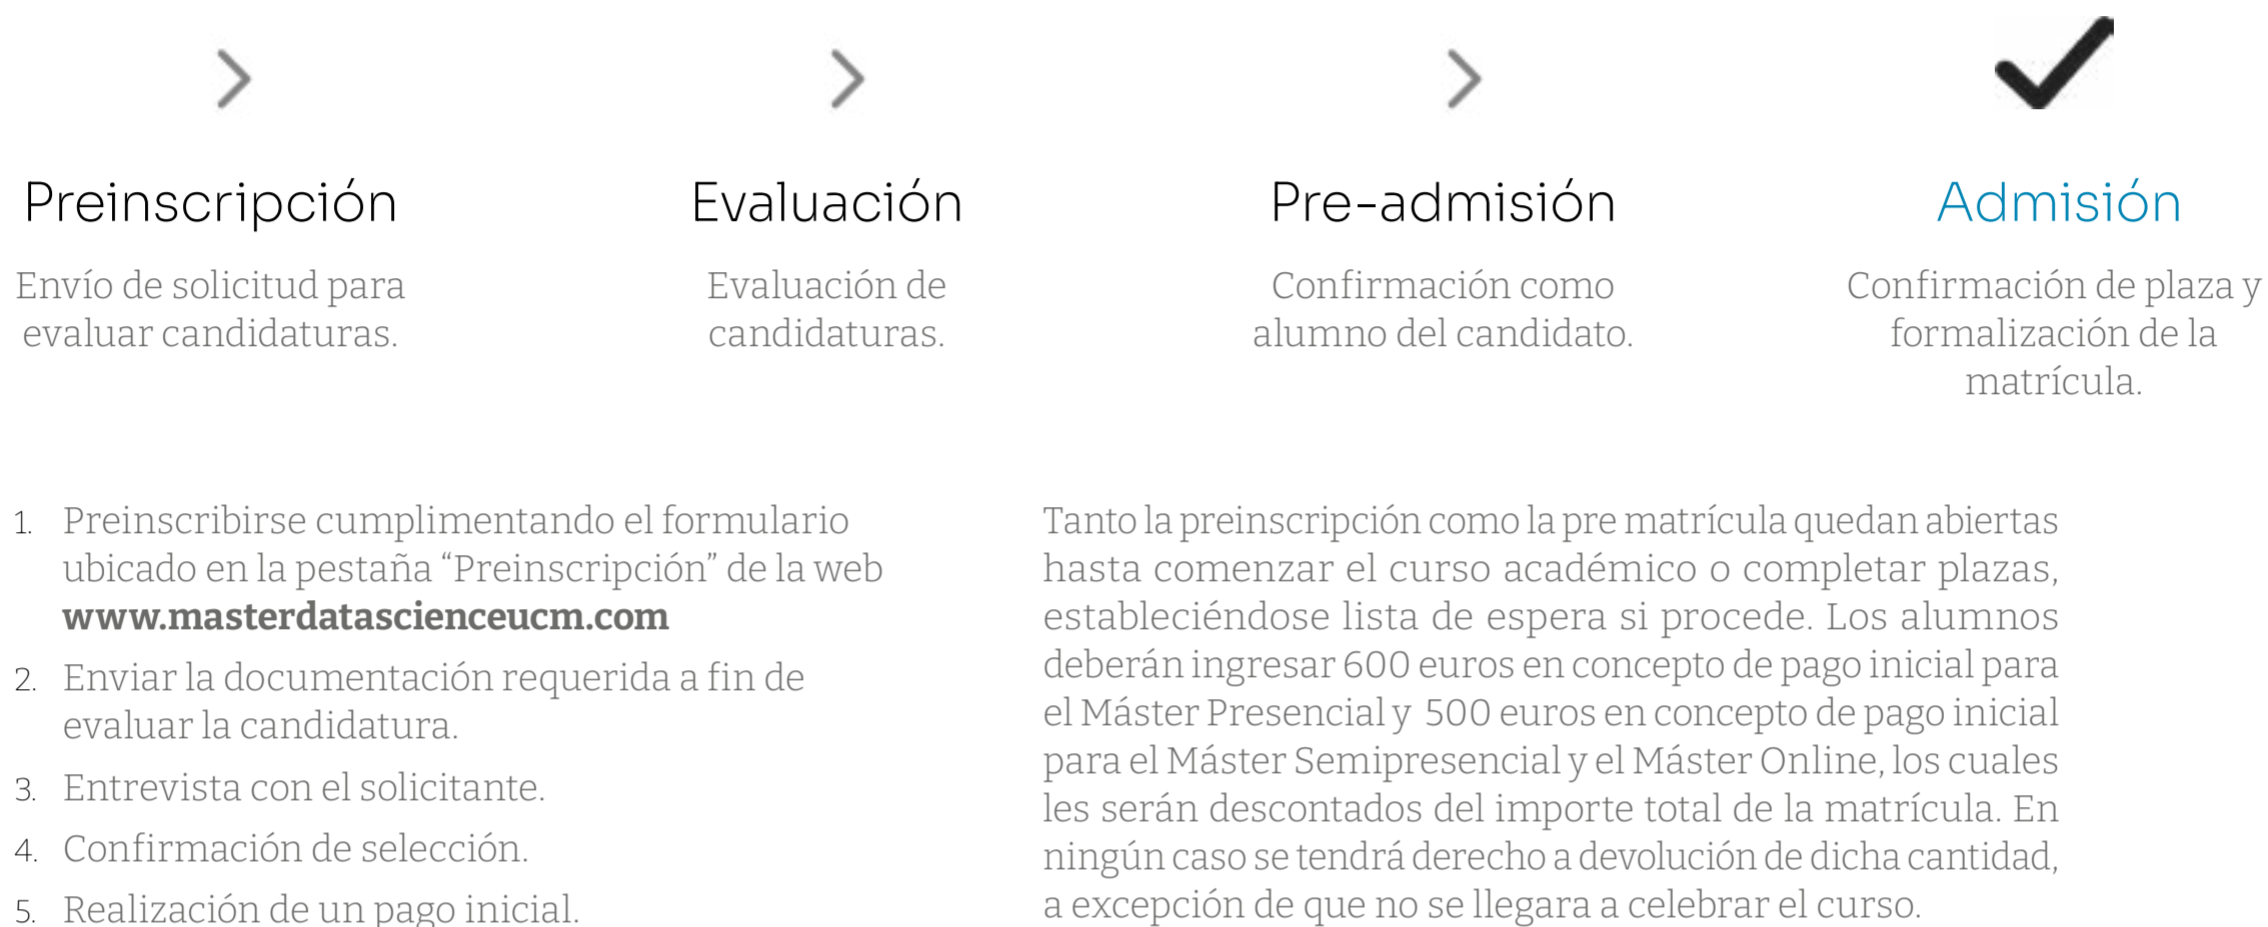 Preinscripción
Envío de solicitud para
evaluar candidaturas.
Evaluación
Evaluación de
candidaturas.
Pre-admisión
Confirmación como
alumno del candidato.
Admisión
Confirmación de plaza y
formalización de la
matrícula.
1. Preinscribirse cumplimentando el formulario
ubicado en la pestaña “Preinscripción” de la web
www.masterdatascienceucm.com
2. Enviar la documentación requerida a fin de
evaluar la candidatura.
3. Entrevista con el solicitante.
4. Confirmación de selección.
5. Realización de un pago inicial.
Tanto la preinscripción como la pre matrícula quedan abiertas
hasta comenzar el curso académico o completar plazas,
estableciéndose lista de espera si procede. Los alumnos
deberán ingresar 600 euros en concepto de pago inicial para
el Máster Presencial y 500 euros en concepto de pago inicial
para el Máster Semipresencial y el Máster Online, los cuales
les serán descontados del importe total de la matrícula. En
ningún caso se tendrá derecho a devolución de dicha cantidad,
a excepción de que no se llegara a celebrar el curso.